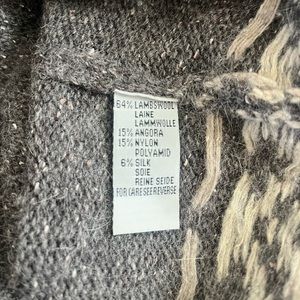 64% LAMBSWOOL
LAINE
LAMMWOLLE
15% ANGORA
15% NYLON
POLYAMID
6% SILK
SOIE
REINE SEIDE
FOR CARE SEE REVERSE